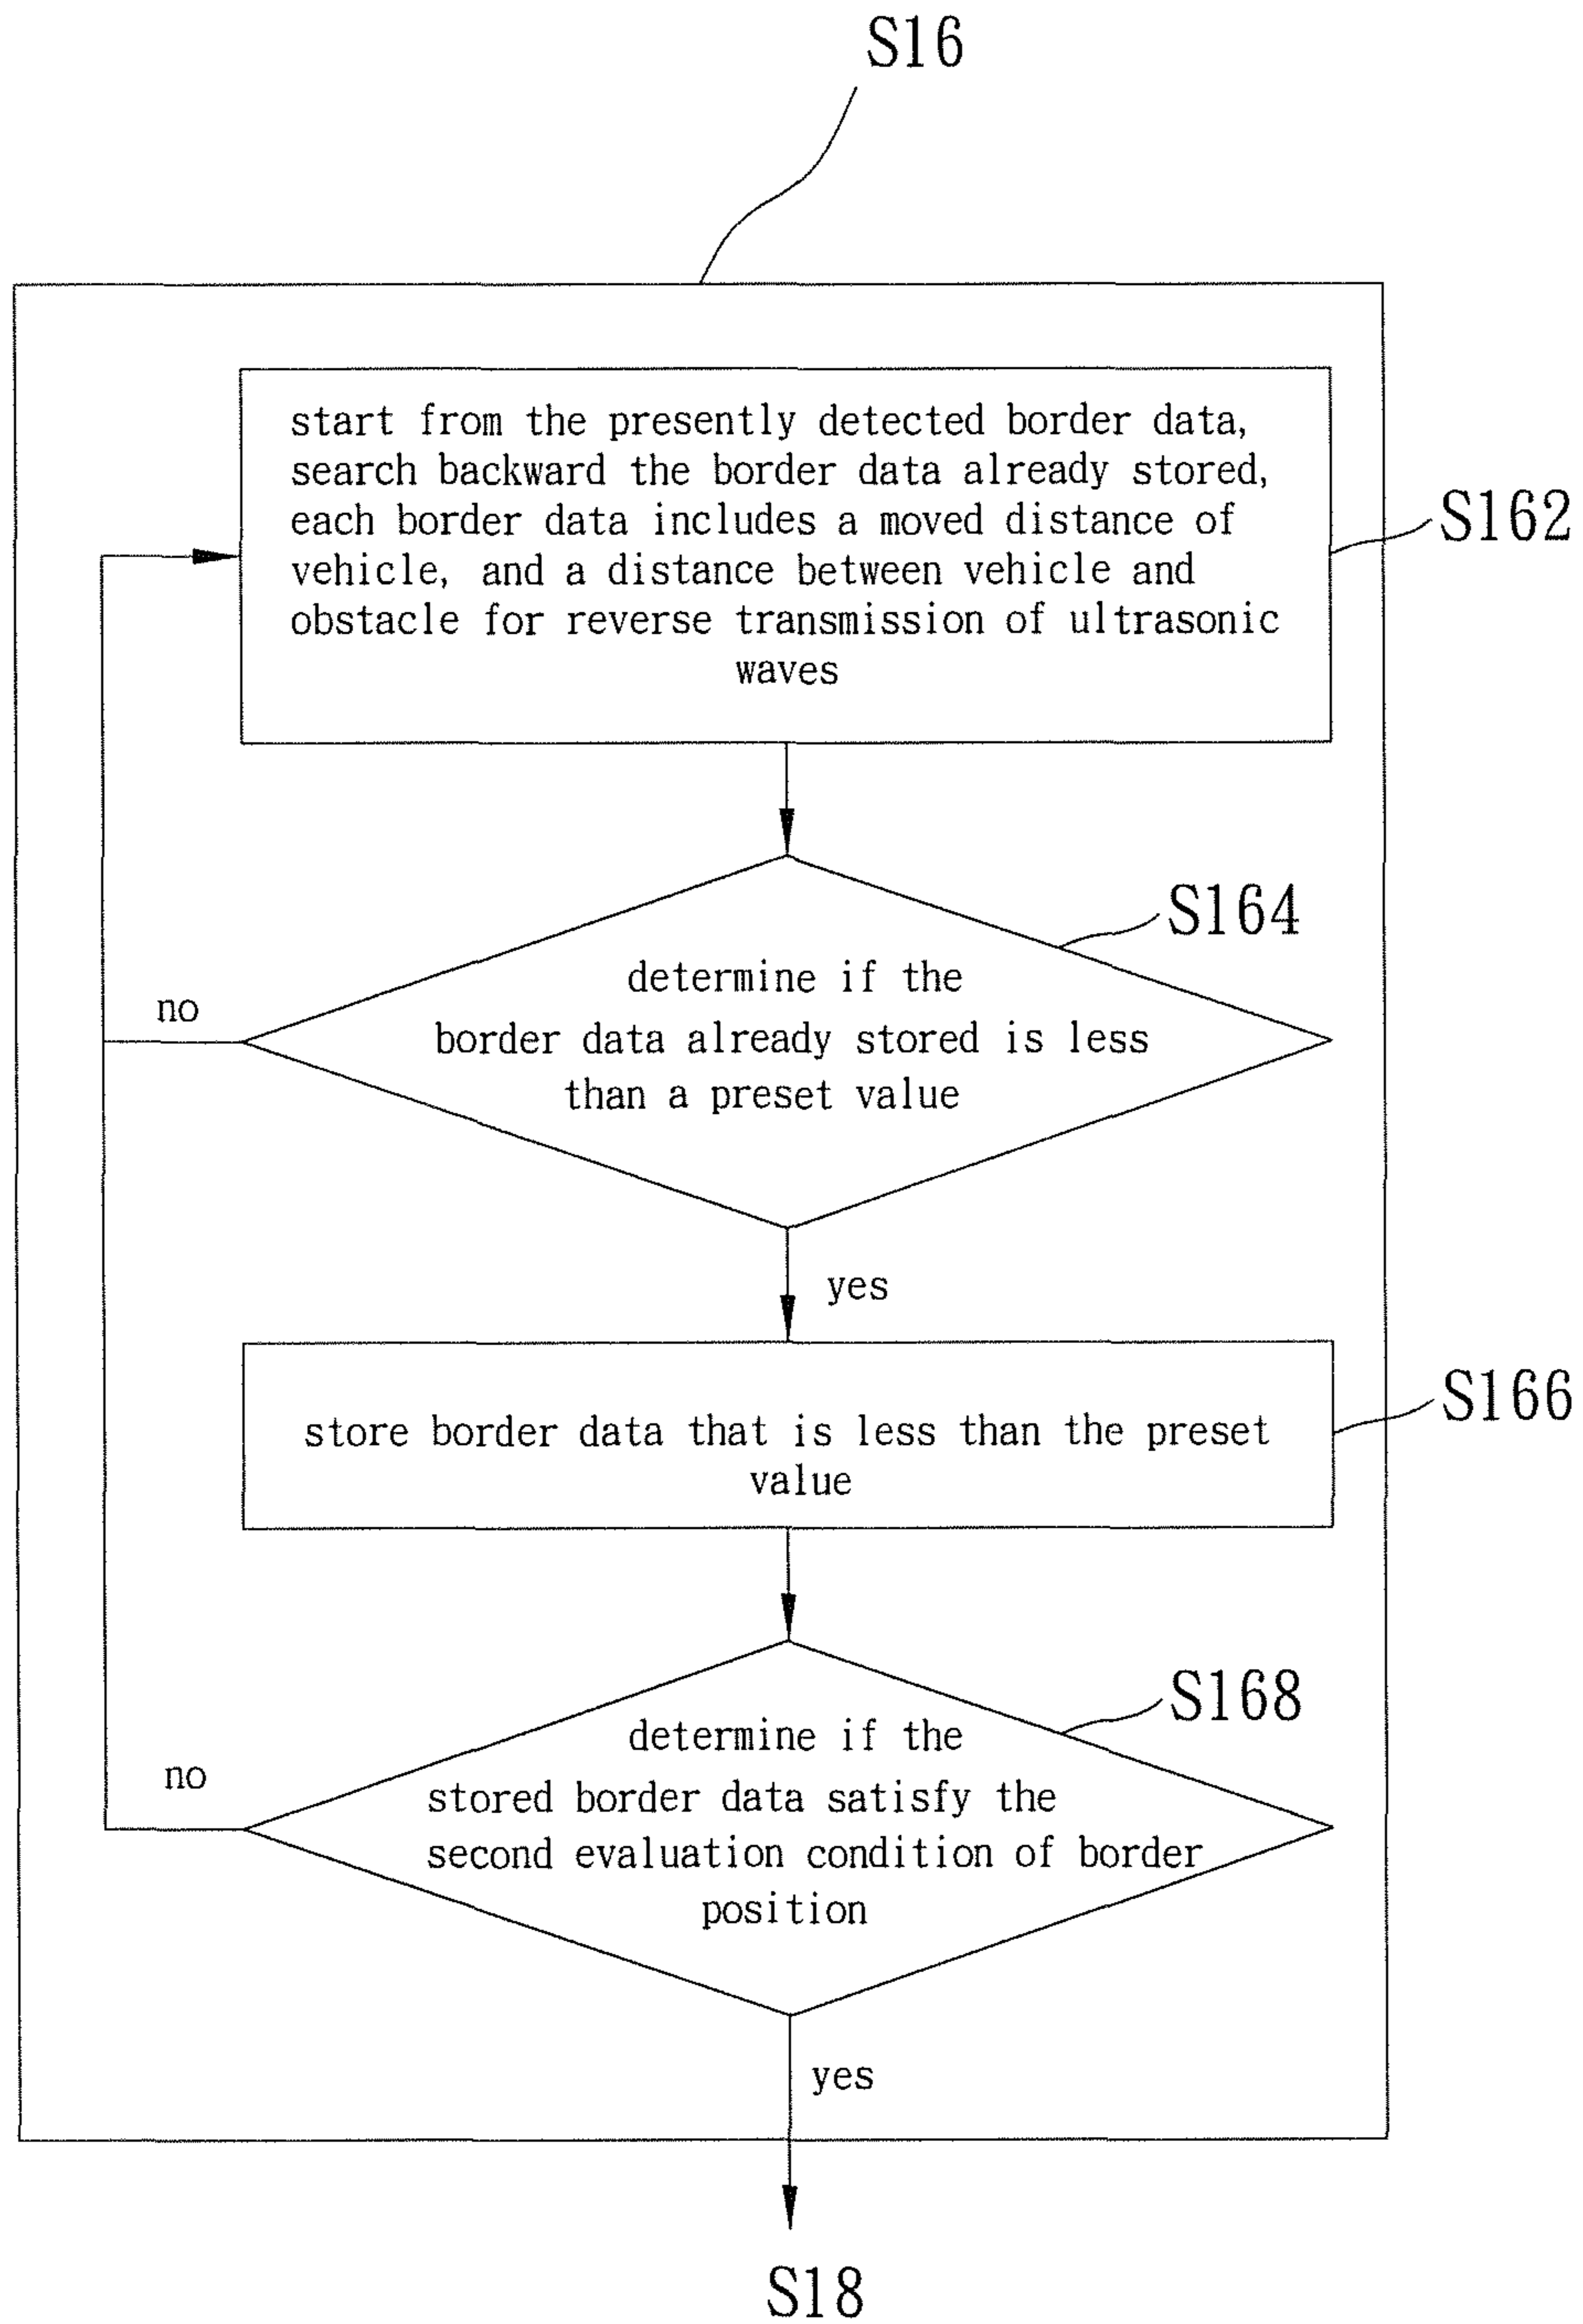 S16
start from the presently detected border data,
search backward the border data already stored,
each border data includes a moved distance of
vehicle, and a distance between vehicle and
obstacle for reverse transmission of ultrasonic
waves
S162
S164
determine if the
border data already stored is less
than a preset value
no
yes
store border data that is less than the preset
value
S166
S168
determine if the
stored border data satisfy the
second evaluation condition of border
position
no
yes
S18